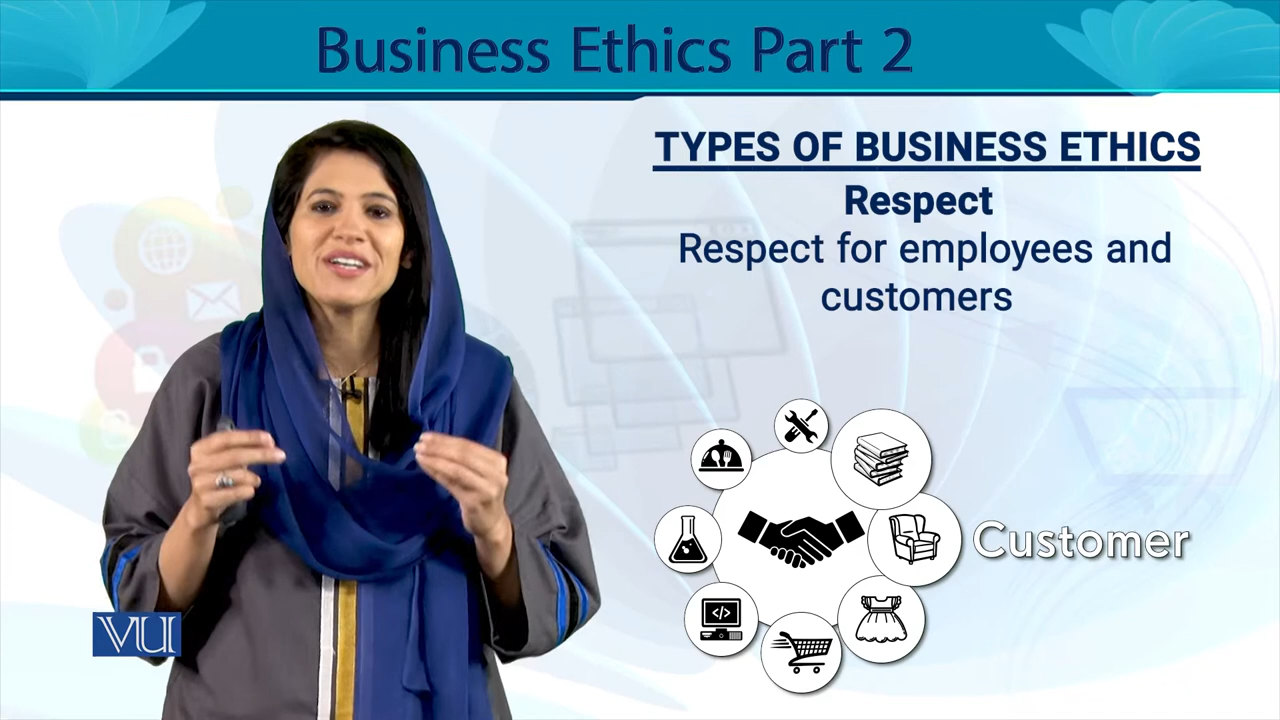 Business Ethics Part 2
TYPES OF BUSINESS ETHICS
Respect
Respect for employees and
customers
</>
Customer
VU